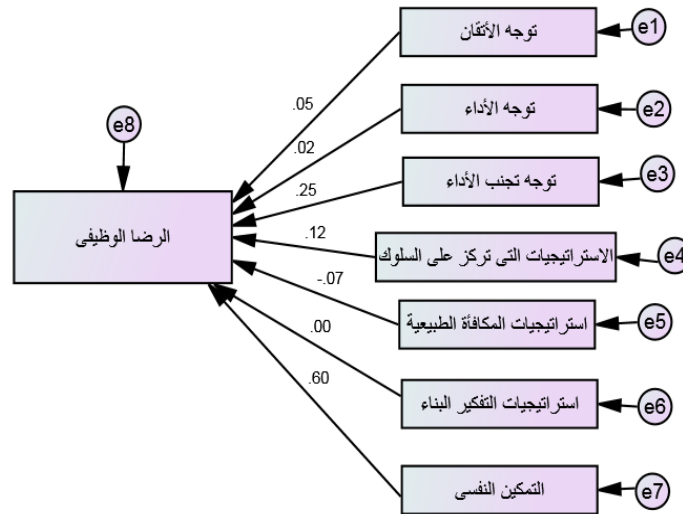 توجه الأتقان
e1
.05
e8
توجه الأداء
e2
.02
توجه تجنب الأداء
e3
.25
الرضا الوظيفى
.12
الاستراتيجيات التى تركز على السلوك
e4
-.07
استراتيجيات المكافأة الطبيعية
e5
.00
.60
استراتيجيات التفكير البناء
e6
التمكين النفسى
e7